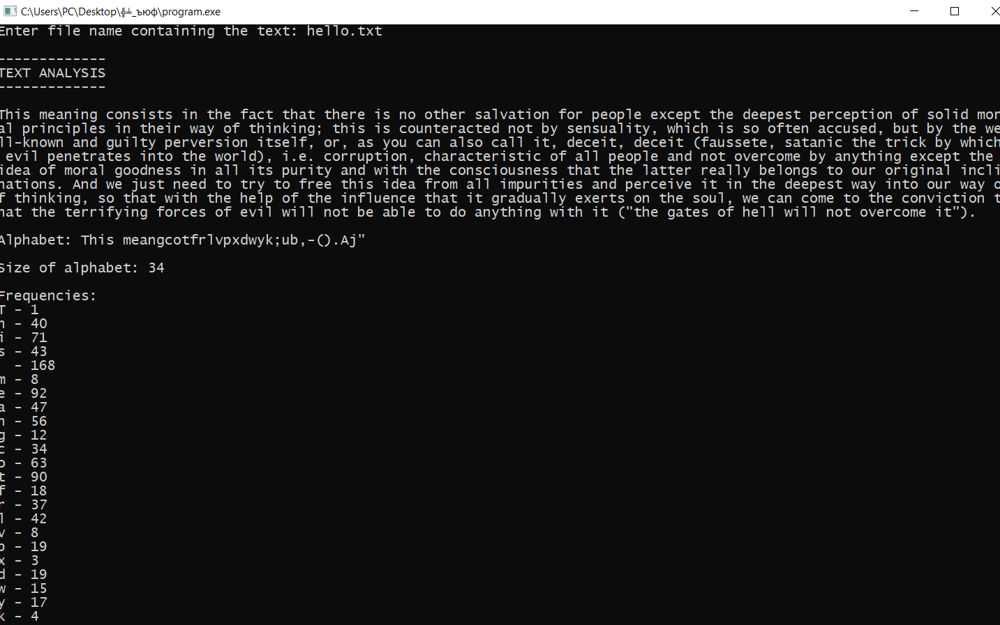 C:\Users\PC\Desktop\╬╧_ъюф\program.exe
Enter file name containing the text: hello.txt
-------------
TEXT ANALYSIS
-------------
This meaning consists in the fact that there is no other salvation for people except the deepest perception of solid mor
al principles in their way of thinking; this is counteracted not by sensuality, which is so often accused, but by the we
ll-known and guilty perversion itself, or, as you can also call it, deceit, deceit (faussete, satanic the trick by which
evil penetrates into the world), i.e. corruption, characteristic of all people and not overcome by anything except the
idea of moral goodness in all its purity and with the consciousness that the latter really belongs to our original incli
nations. And we just need to try to free this idea from all impurities and perceive it in the deepest way into our way o
f thinking, so that with the help of the influence that it gradually exerts on the soul, we can come to the conviction t
hat the terrifying forces of evil will not be able to do anything with it ("the gates of hell will not overcome it").
Alphabet: This meangcotfrlvpxdwyk;ub,-().Aj"
Size of alphabet: 34
Frequencies:
T - 1
h - 40
i - 71
s - 43
  - 168
m - 8
e - 92
a - 47
n - 56
g - 12
c - 34
o - 63
t - 90
f - 18
r - 37
l - 42
v - 8
p - 19
x - 3
d - 19
w - 15
y - 17
k - 4